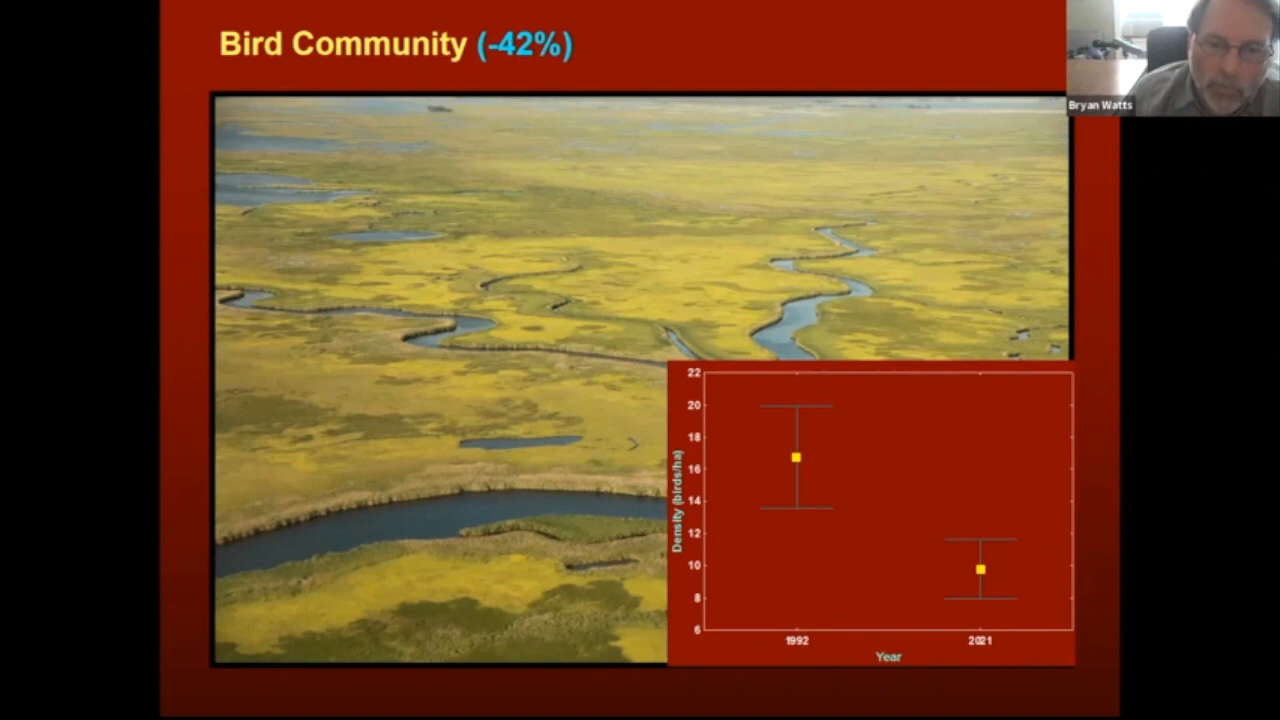 Bird Community (-42%)
Bryan Watts
22
20
18
16
14
12
10
8
6
Density (birds/ha)
1992
2021
Year